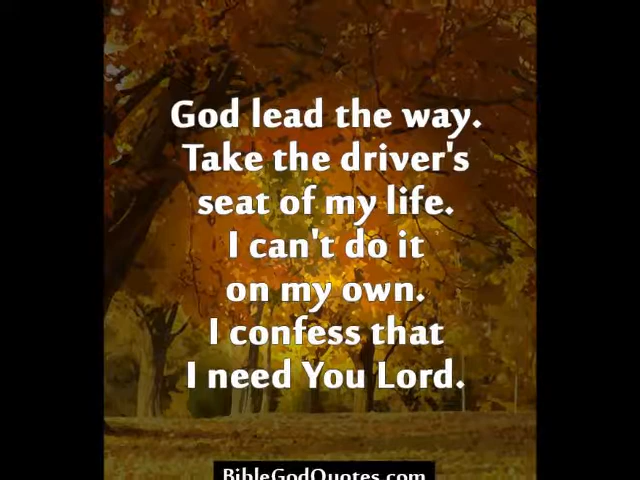 God lead the way.
Take the driver's
seat of my life.
I can't do it
on my own.
I confess that
I need You Lord.
BibleGodQuotes.com